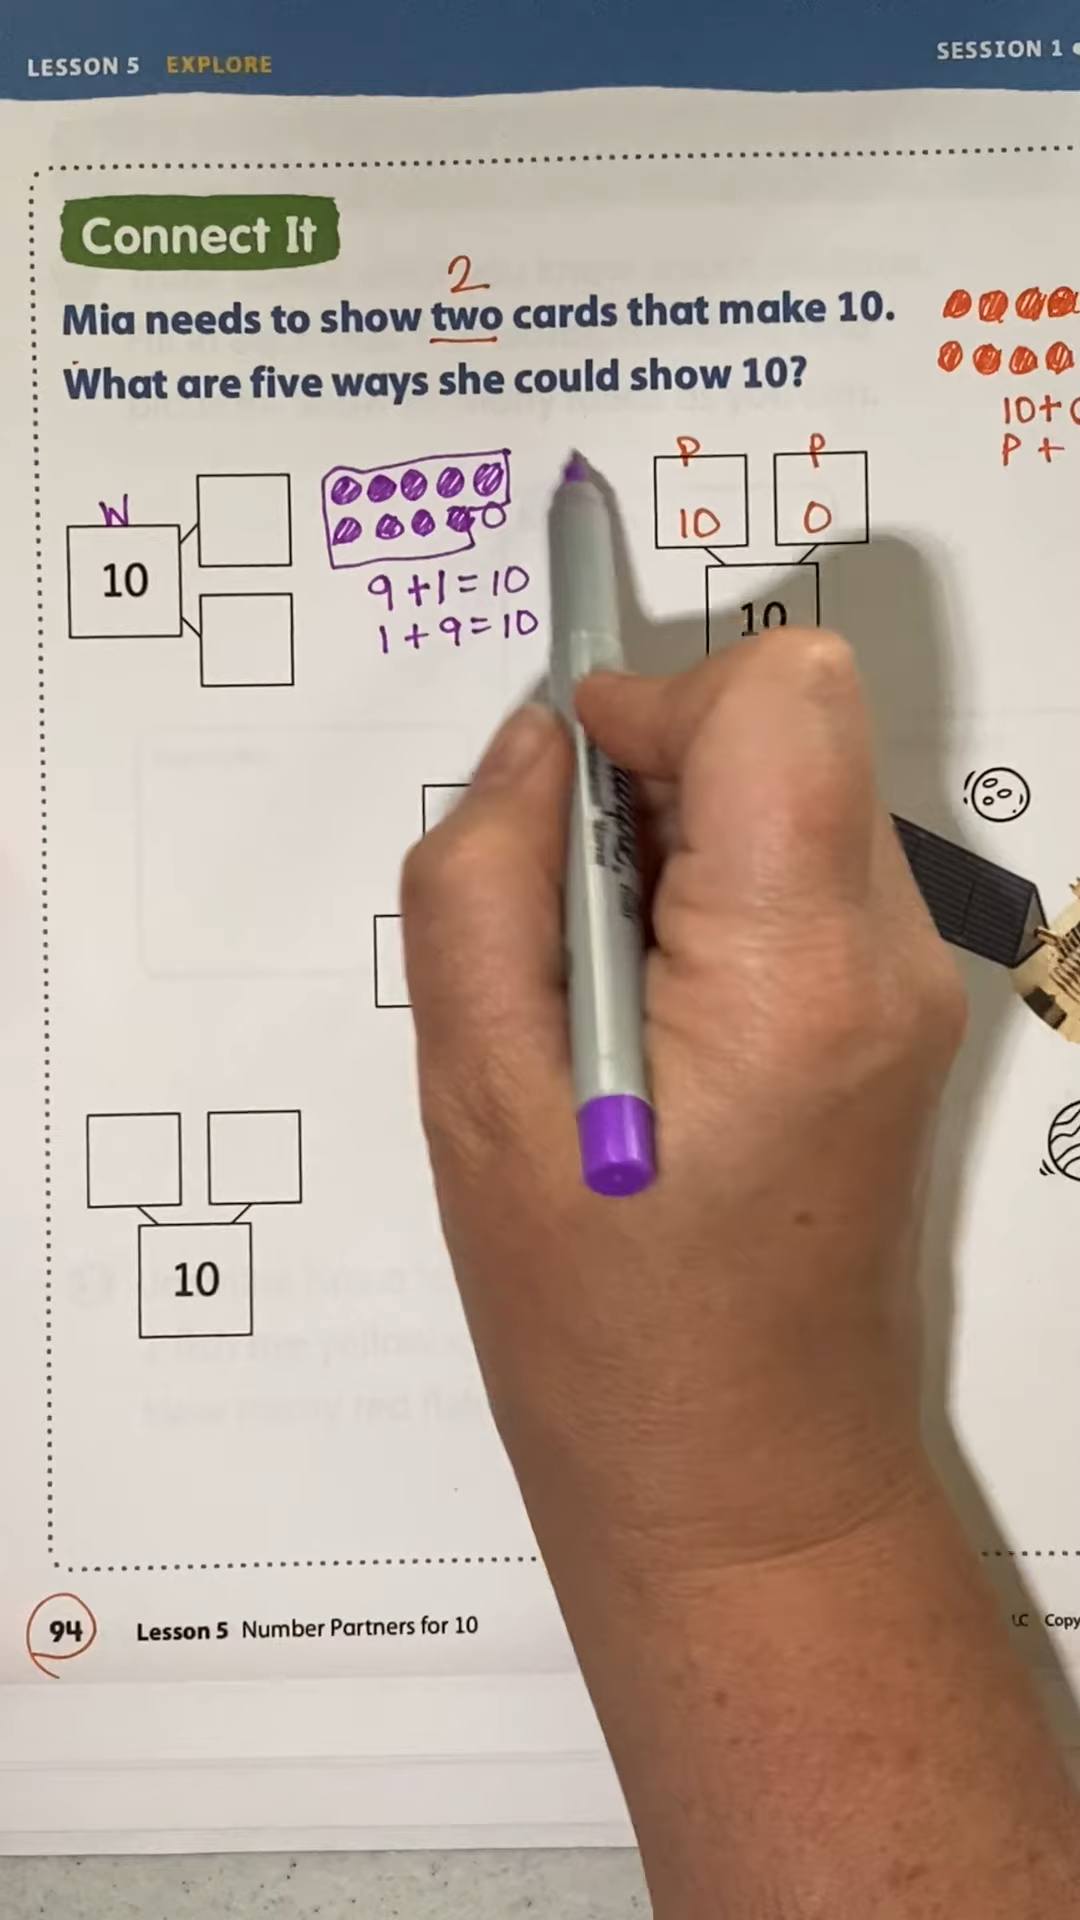 LESSON 5 EXPLORE
SESSION 1
Connect It
2
Mia needs to show two cards that make 10.
What are five ways she could show 10?
10+
P +
P P
W
10 0
10
9+1=10
1+9=10
10
10
94 Lesson 5 Number Partners for 10